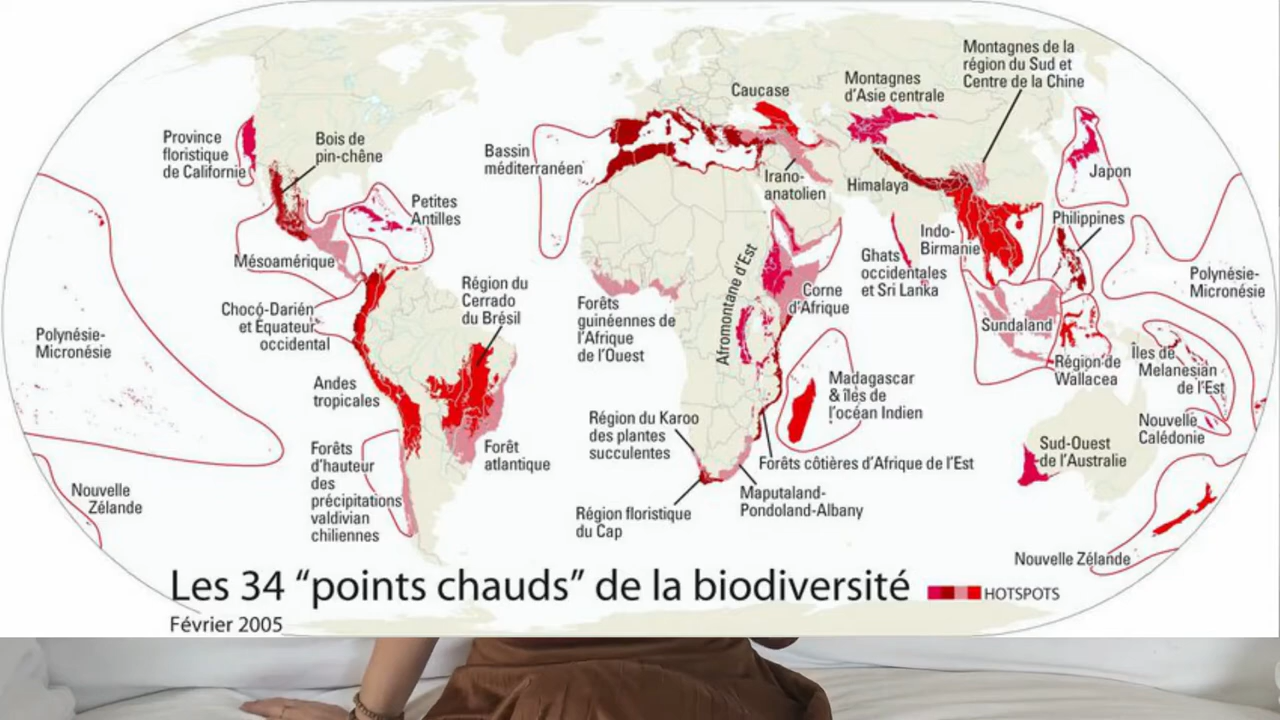 Montagnes de la
région du Sud et
Centre de la Chine
Montagnes
d'Asie centrale
Caucase
Province
floristique
de Californie
Bois de
pin-chêne
Bassin
méditerranéen
Irano-
anatolien
Himalaya
Japon
Petites
Antilles
Philippines
Mésoamérique
Indo-
Birmanie
Ghats
occidentales
et Sri Lanka
Polynésie-
Micronésie
Région du
Cerrado
du Brésil
Afromontane d'Est
Corne
d'Afrique
Forêts
guinéennes de
l'Afrique
de l'Ouest
Chocó-Darién
et Équateur
occidental
Sundaland
Polynésie-
Micronésie
Région de
Wallacea
Îles de
Melanesian
de l'Est
Andes
tropicales
Madagascar
& îles de
l'océan Indien
Région du Karoo
des plantes
succulentes
Nouvelle
Calédonie
Forêts
d'hauteur
des
précipitations
valdivian
chiliennes
Forêt
atlantique
Forêts côtières d'Afrique de l'Est
Sud-Ouest
de l'Australie
Nouvelle
Zélande
Maputaland-
Pondoland-Albany
Région floristique
du Cap
Nouvelle Zélande
Les 34 “points chauds” de la biodiversité
HOTSPOTS
Février 2005